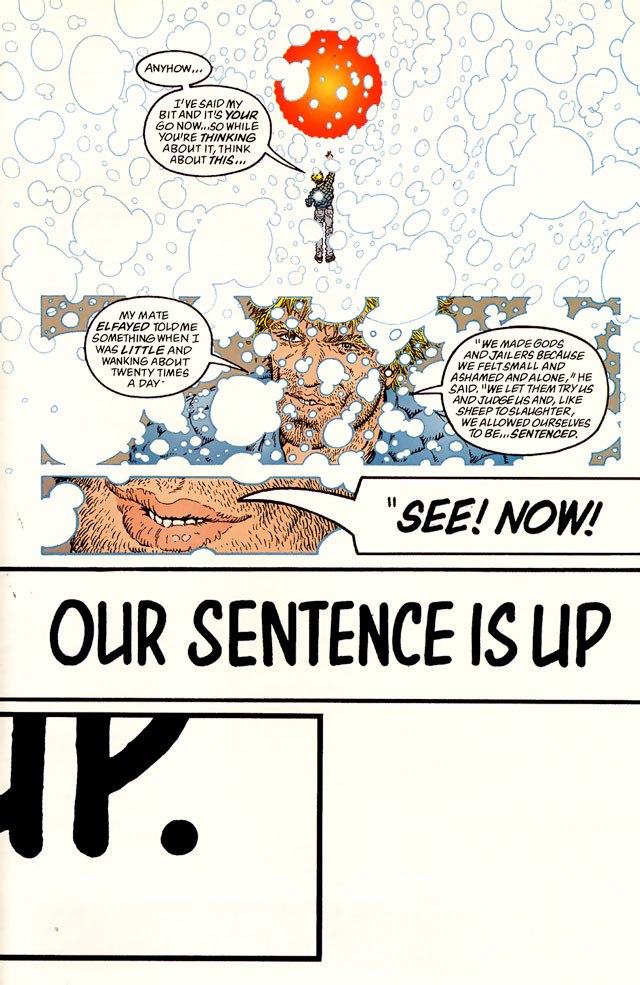 ANYHOW...
I'VE SAID MY
BIT AND IT'S YOUR
GO NOW...SO WHILE
YOU'RE THINKING
ABOUT IT, THINK
ABOUT THIS...
MY MATE
ELFAYED TOLD ME
SOMETHING WHEN I
WAS LITTLE AND
WANKING ABOUT
TWENTY TIMES
A DAY-
"WE MADE GODS
AND JAILERS BECAUSE
WE FELT SMALL AND
ASHAMED AND ALONE," HE
SAID. "WE LET THEM TRY US
AND JUDGE US AND, LIKE
SHEEP TO SLAUGHTER,
WE ALLOWED OURSELVES
TO BE...SENTENCED.
"SEE! NOW!
OUR SENTENCE IS UP
UP.